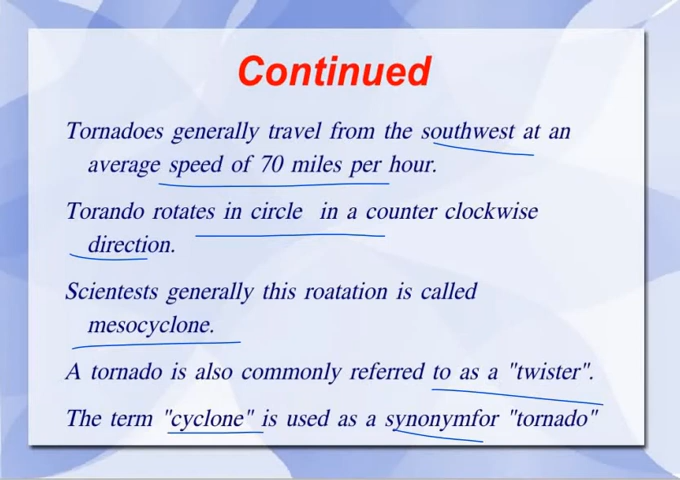 Continued
Tornadoes generally travel from the southwest at an
average speed of 70 miles per hour.
Torando rotates in circle in a counter clockwise
direction.
Scientests generally this roatation is called
mesocyclone.
A tornado is also commonly referred to as a "twister".
The term "cyclone" is used as a synonymfor "tornado"